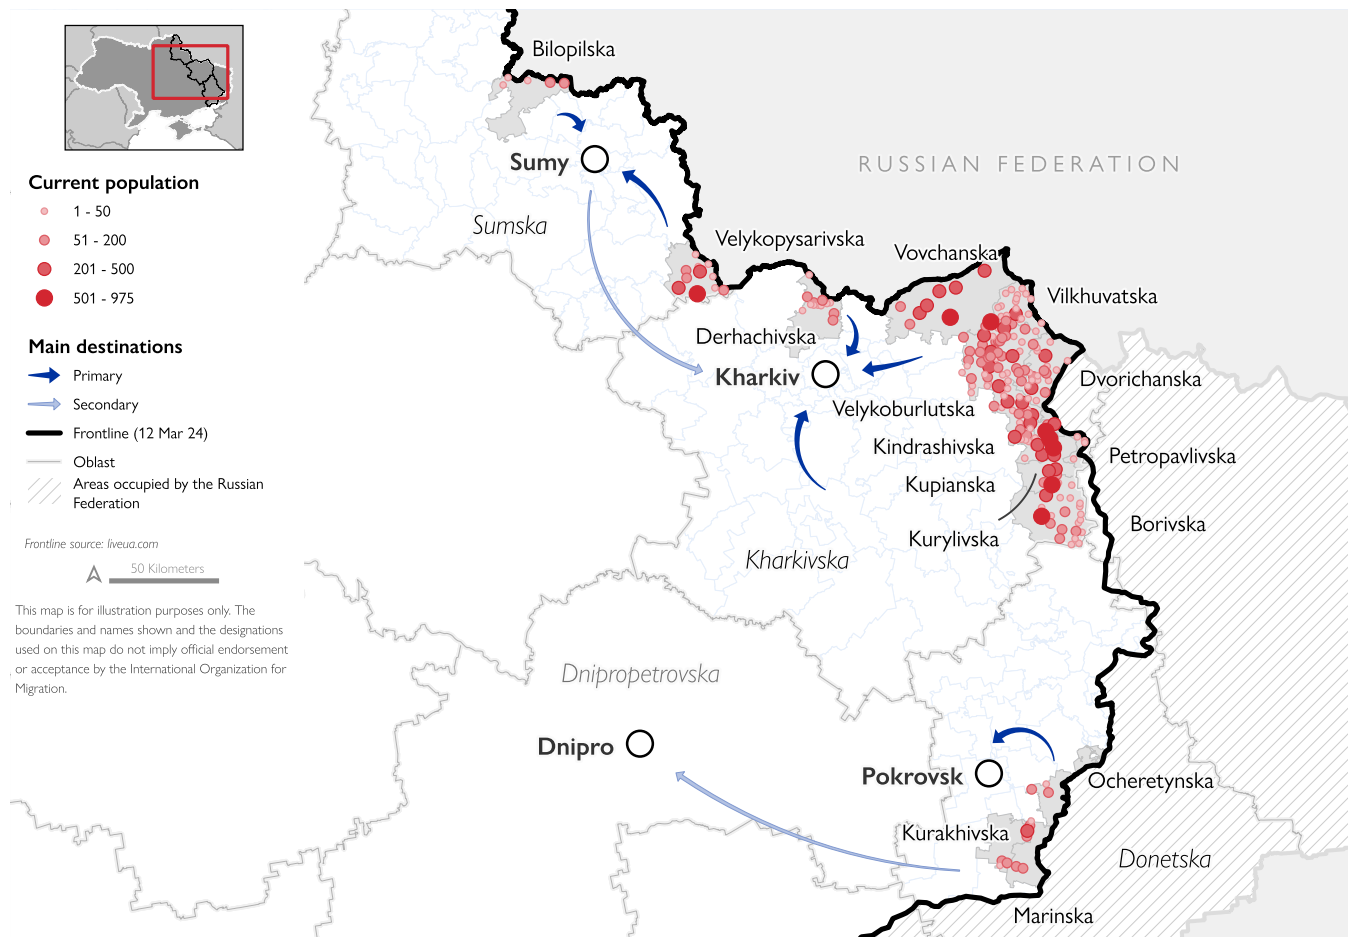 Current population
1 - 50
51 - 200
201 - 500
501 - 975
Main destinations
Primary
Secondary
Frontline (12 Mar 24)
Oblast
Areas occupied by the Russian
Federation
Frontline source: liveua.com
50 Kilometers
This map is for illustration purposes only. The
boundaries and names shown and the designations
used on this map do not imply official endorsement
or acceptance by the International Organization for
Migration.
Bilopilska
Sumy
RUSSIAN FEDERATION
Sumska
Velykopysarivska
Vovchanska
Vilkhuvatska
Derhachivska
Kharkiv
Dvorichanska
Velykoburlutska
Kindrashivska
Petropavlivska
Kupianska
Borivska
Kurylivska
Kharkivska
Dnipropetrovska
Dnipro
Pokrovsk
Ocheretynska
Kurakhivska
Donetska
Marinska